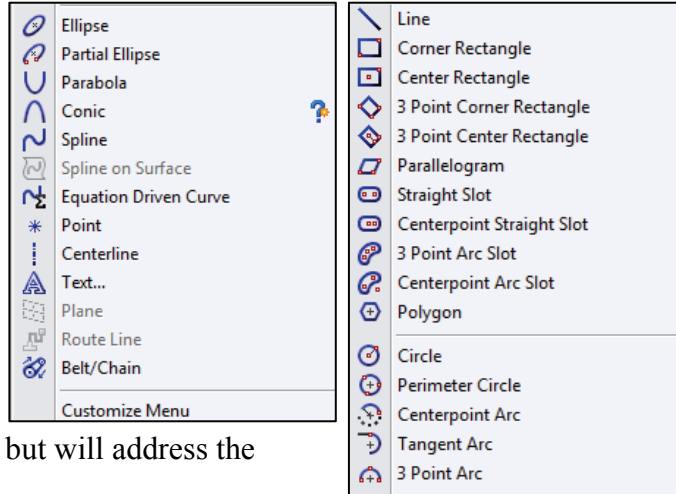 Ellipse
Partial Ellipse
Parabola
Conic
Spline
Spline on Surface
Equation Driven Curve
Point
Centerline
Text...
Plane
Route Line
Belt/Chain
Customize Menu
but will address the
Line
Corner Rectangle
Center Rectangle
3 Point Corner Rectangle
3 Point Center Rectangle
Parallelogram
Straight Slot
Centerpoint Straight Slot
3 Point Arc Slot
Centerpoint Arc Slot
Polygon
Circle
Perimeter Circle
Centerpoint Arc
Tangent Arc
3 Point Arc